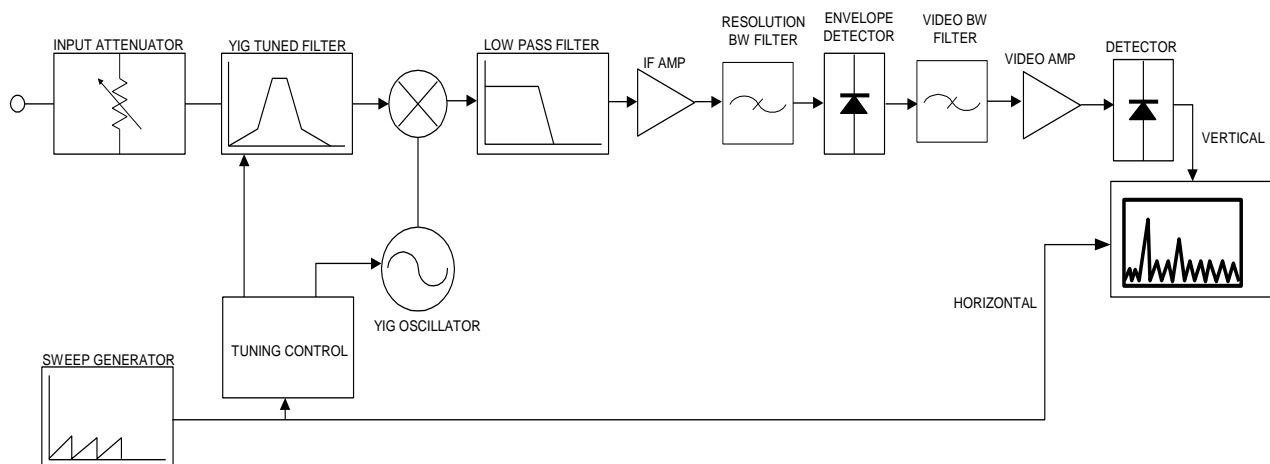 INPUT ATTENUATOR
YIG TUNED FILTER
LOW PASS FILTER
IF AMP
RESOLUTION
BW FILTER
ENVELOPE
DETECTOR
VIDEO BW
FILTER
VIDEO AMP
DETECTOR
VERTICAL
HORIZONTAL
YIG OSCILLATOR
TUNING CONTROL
SWEEP GENERATOR